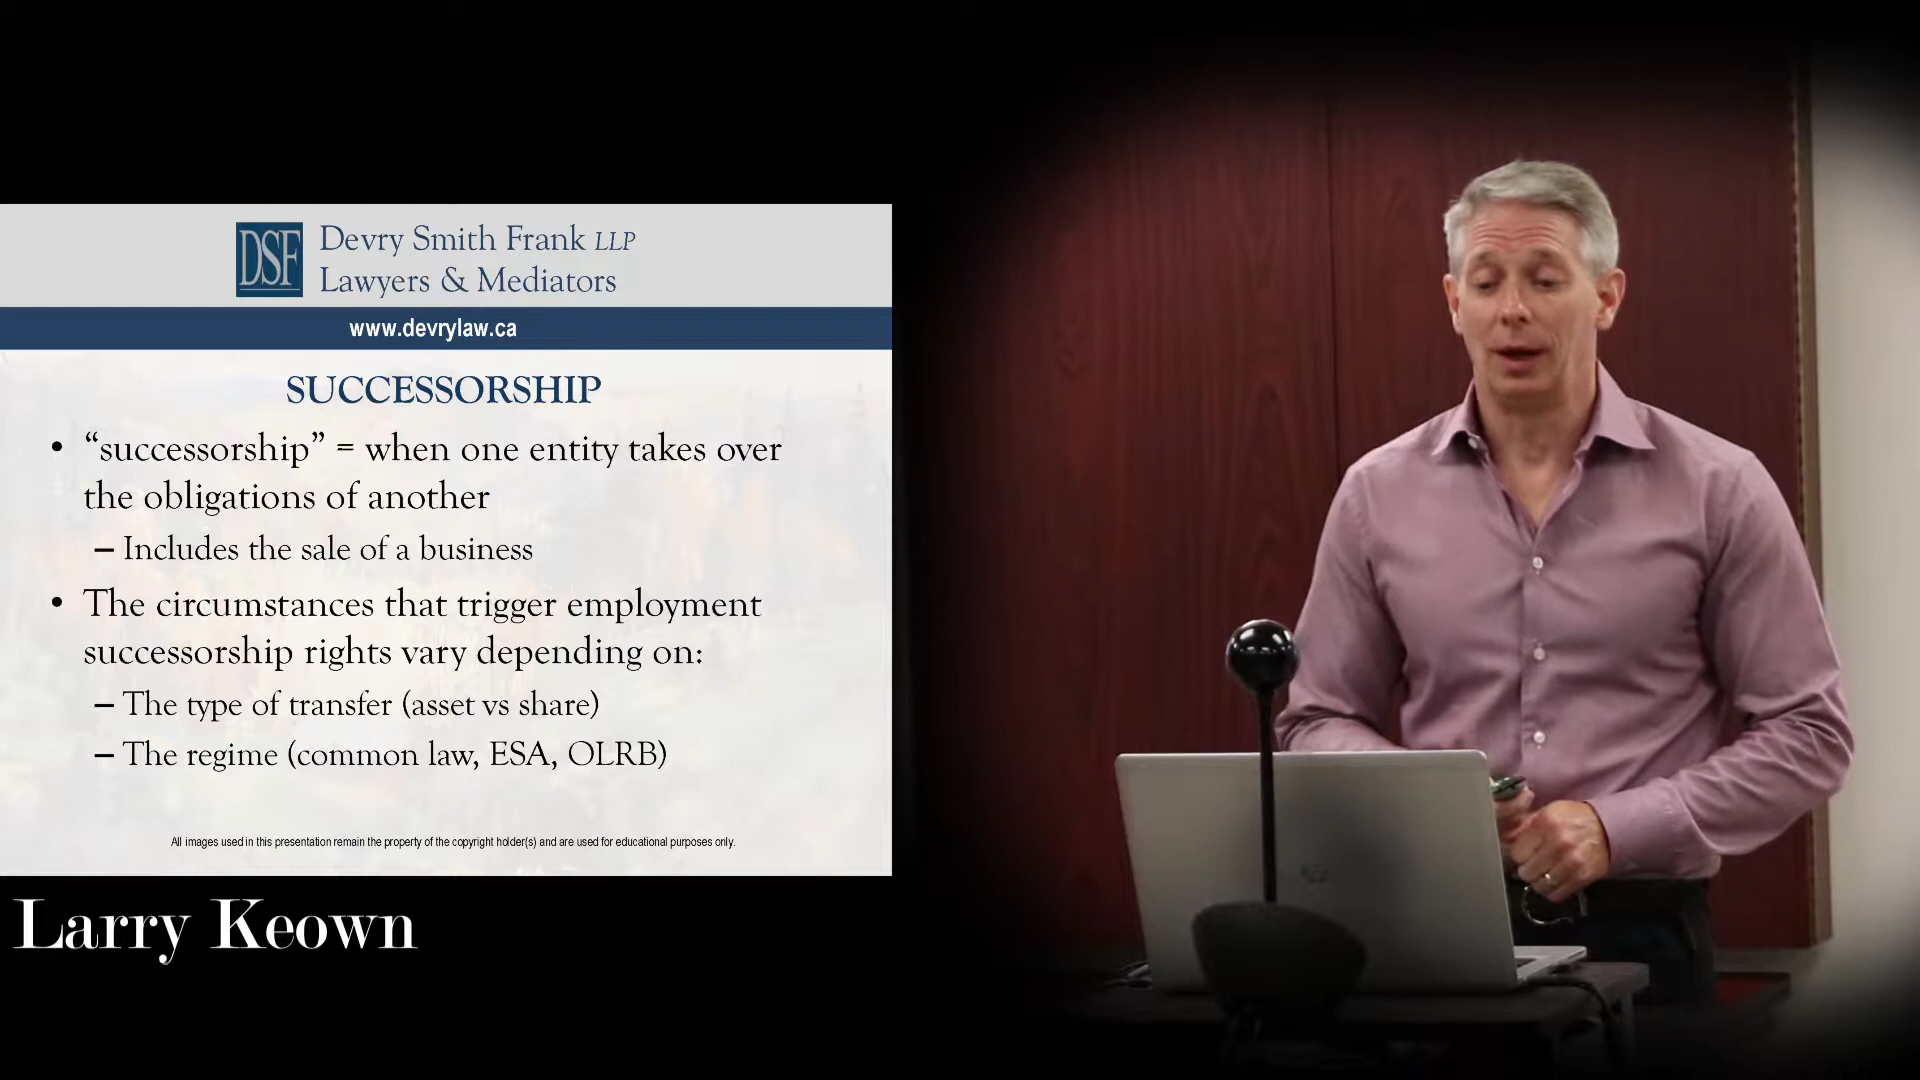 DSF
Devry Smith Frank LLP
Lawyers & Mediators
www.devrylaw.ca
SUCCESSORSHIP
• “successorship” = when one entity takes over
the obligations of another
– Includes the sale of a business
• The circumstances that trigger employment
successorship rights vary depending on:
– The type of transfer (asset vs share)
– The regime (common law, ESA, OLRB)
All images used in this presentation remain the property of the copyright holder(s) and are used for educational purposes only.
Larry Keown